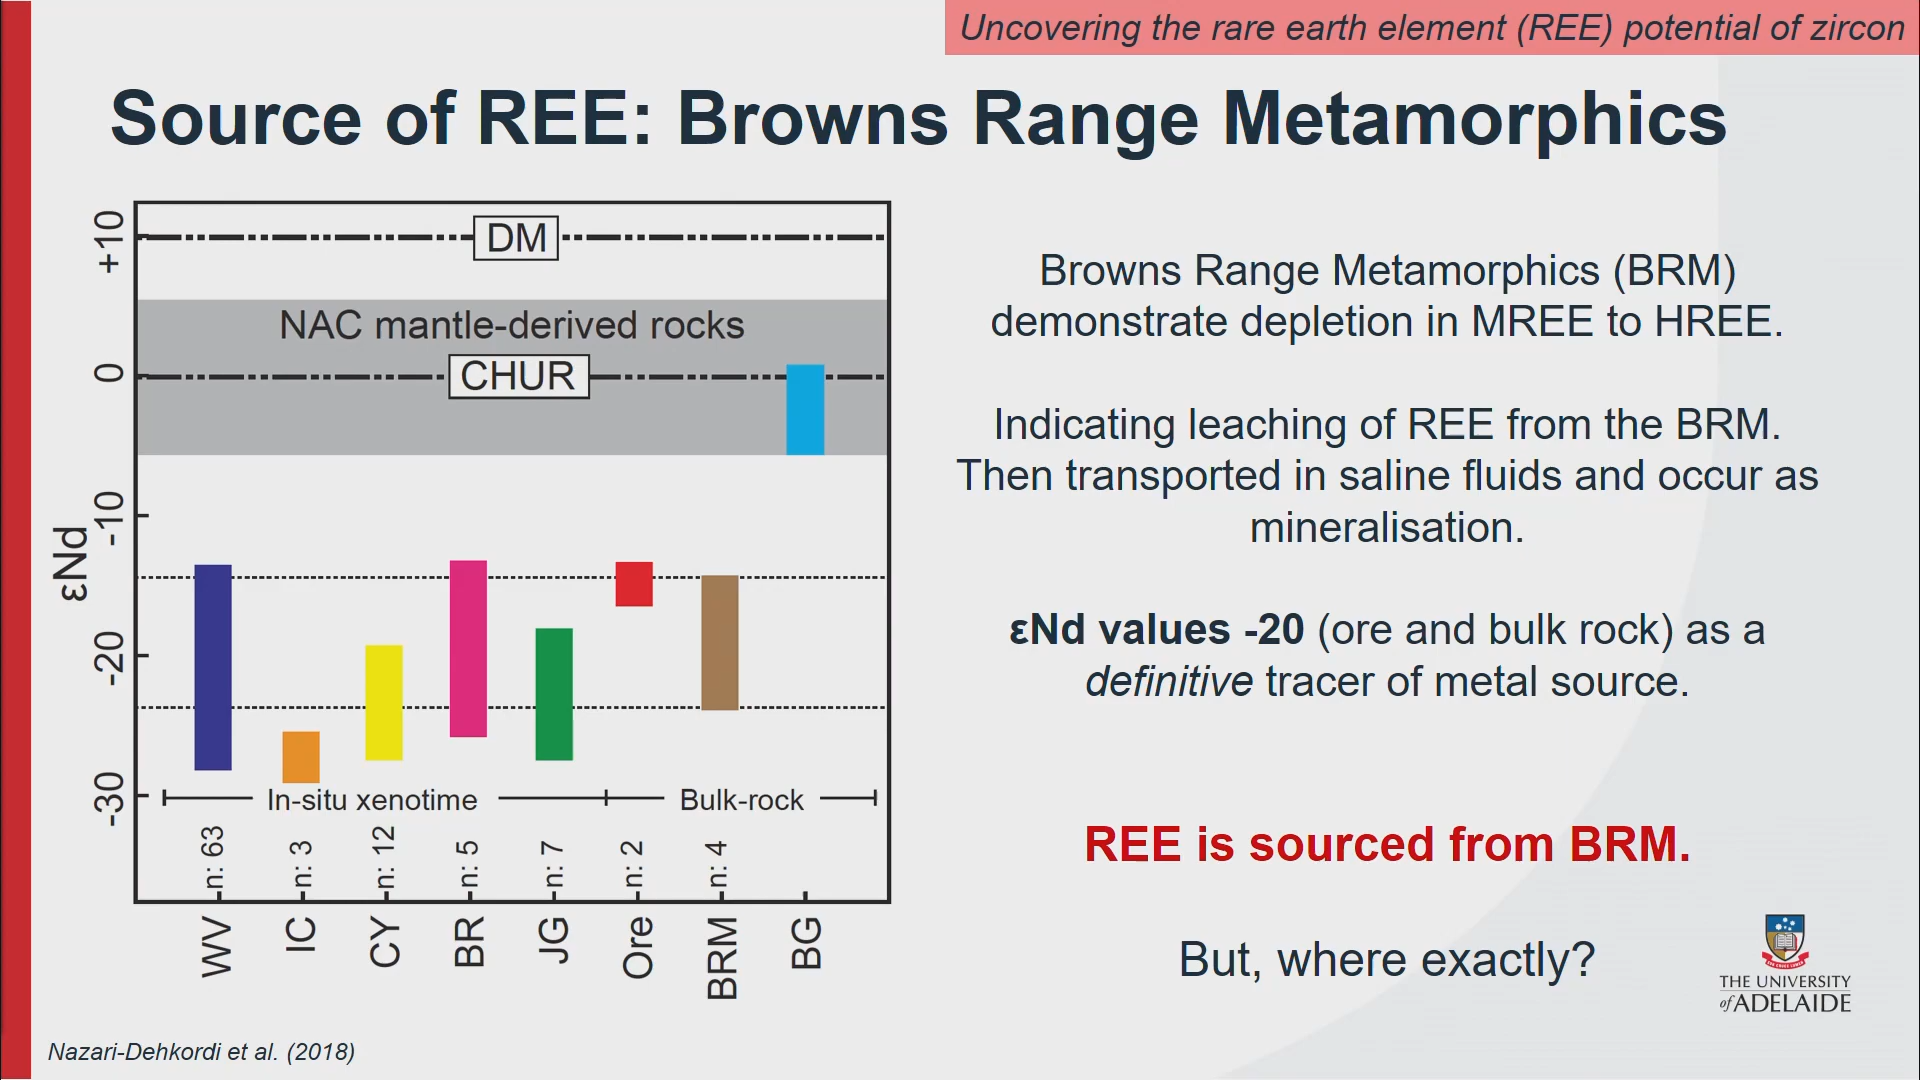 Uncovering the rare earth element (REE) potential of zircon
Source of REE: Browns Range Metamorphics
+10
0
-10
-20
-30
εNd
DM
NAC mantle-derived rocks
CHUR
In-situ xenotime
Bulk-rock
n: 63
n: 3
n: 12
n: 5
n: 7
n: 2
n: 4
WV
IC
CY
BR
JG
Ore
BRM
BG
Browns Range Metamorphics (BRM)
demonstrate depletion in MREE to HREE.
Indicating leaching of REE from the BRM.
Then transported in saline fluids and occur as
mineralisation.
εNd values -20 (ore and bulk rock) as a
definitive tracer of metal source.
REE is sourced from BRM.
But, where exactly?
THE UNIVERSITY
of ADELAIDE
Nazari-Dehkordi et al. (2018)